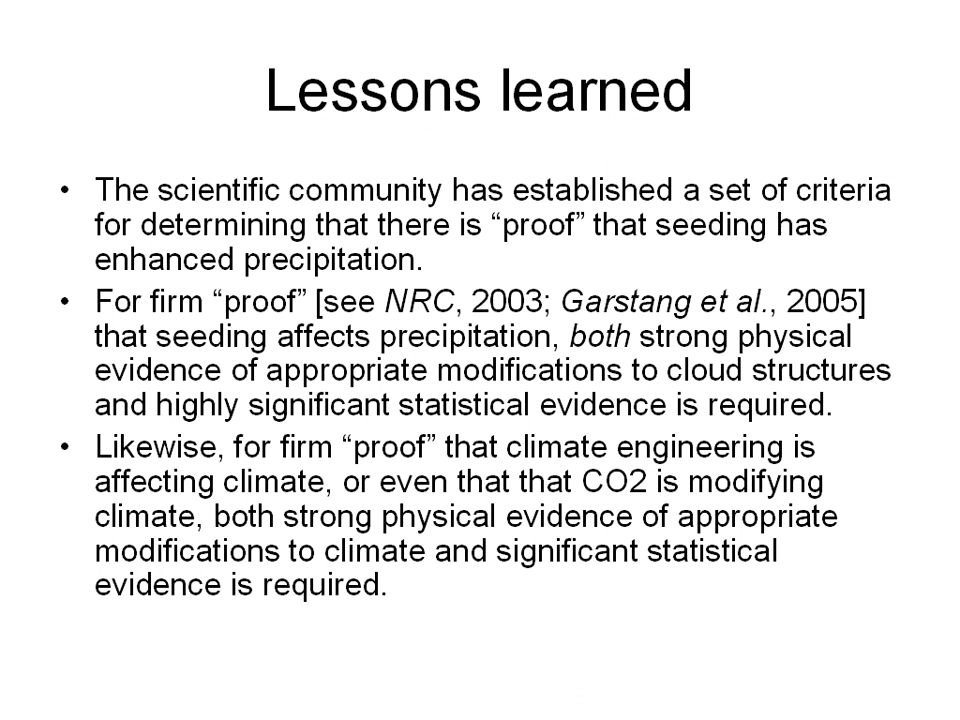 Lessons learned
• The scientific community has established a set of criteria
for determining that there is “proof” that seeding has
enhanced precipitation.
• For firm “proof” [see NRC, 2003; Garstang et al., 2005]
that seeding affects precipitation, both strong physical
evidence of appropriate modifications to cloud structures
and highly significant statistical evidence is required.
• Likewise, for firm “proof” that climate engineering is
affecting climate, or even that that CO2 is modifying
climate, both strong physical evidence of appropriate
modifications to climate and significant statistical
evidence is required.